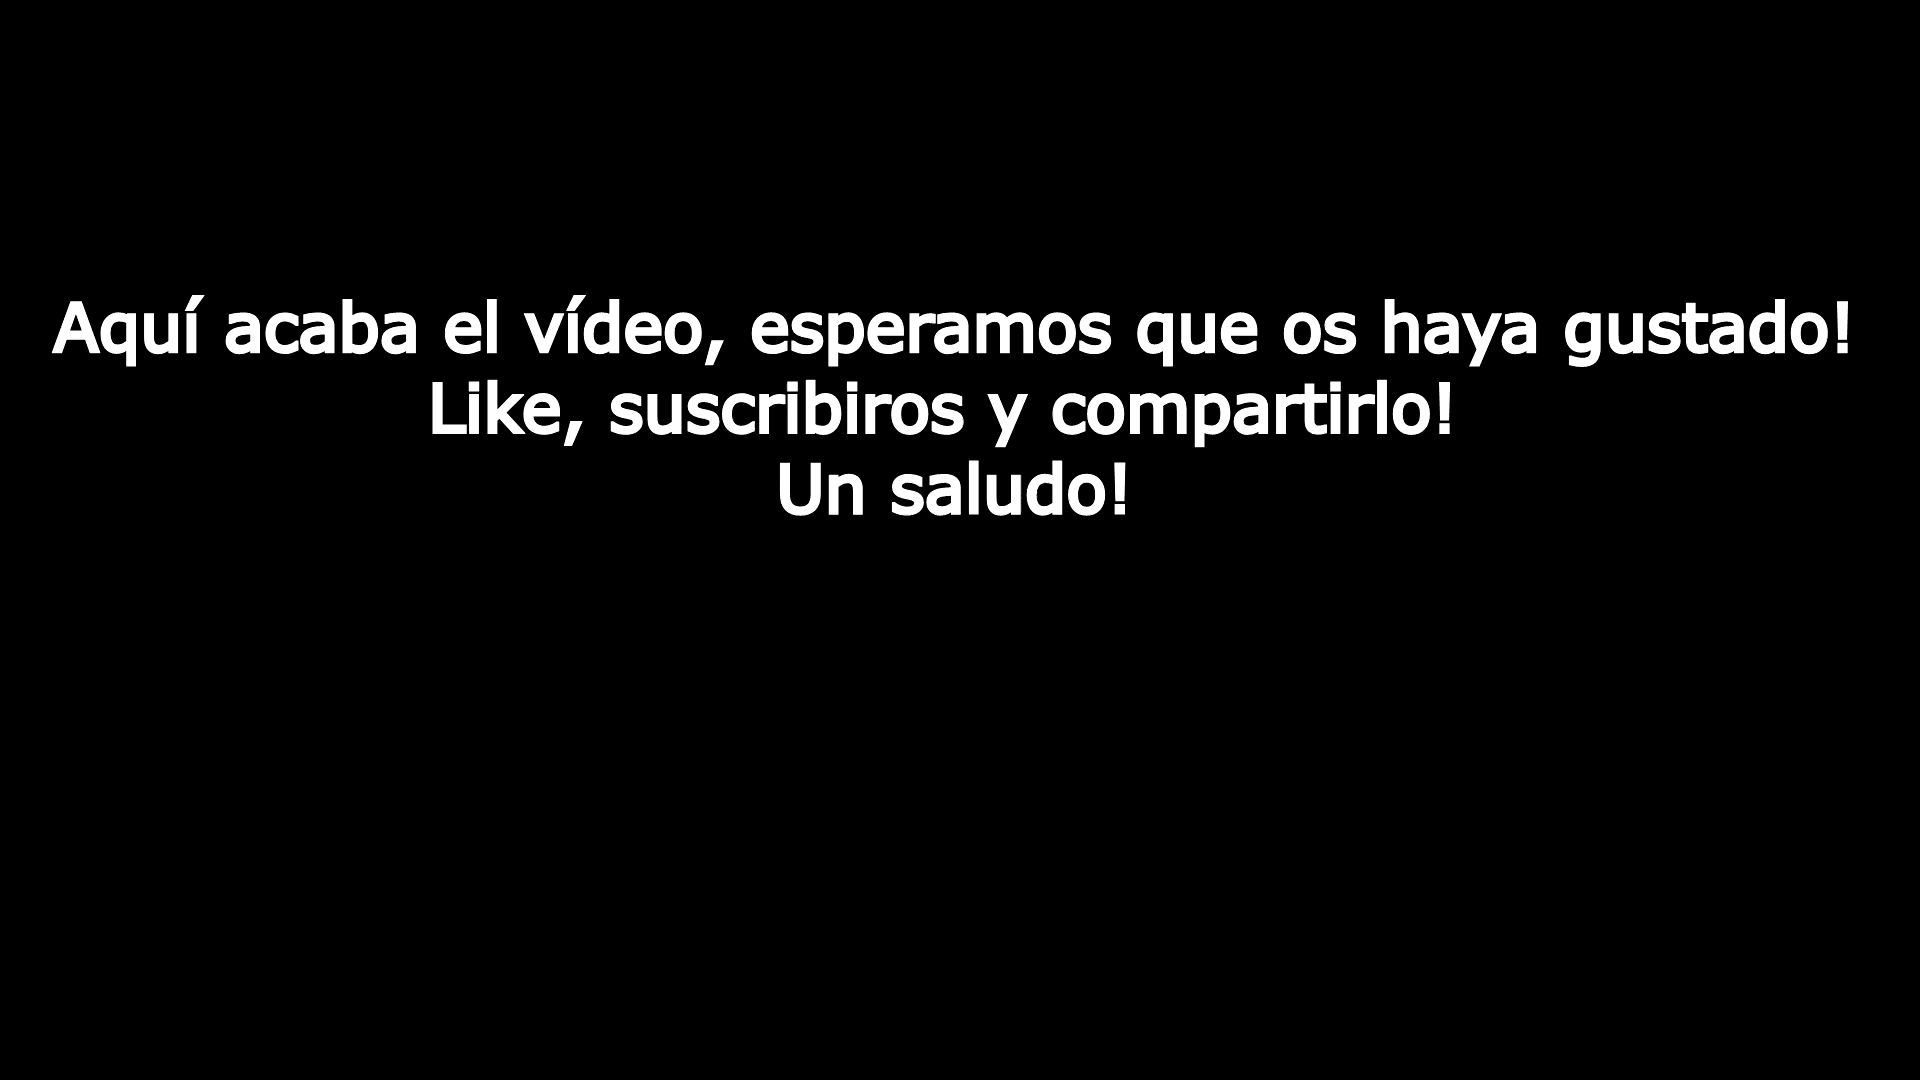 Aquí acaba el vídeo, esperamos que os haya gustado!
Like, suscribiros y compartirlo!
Un saludo!